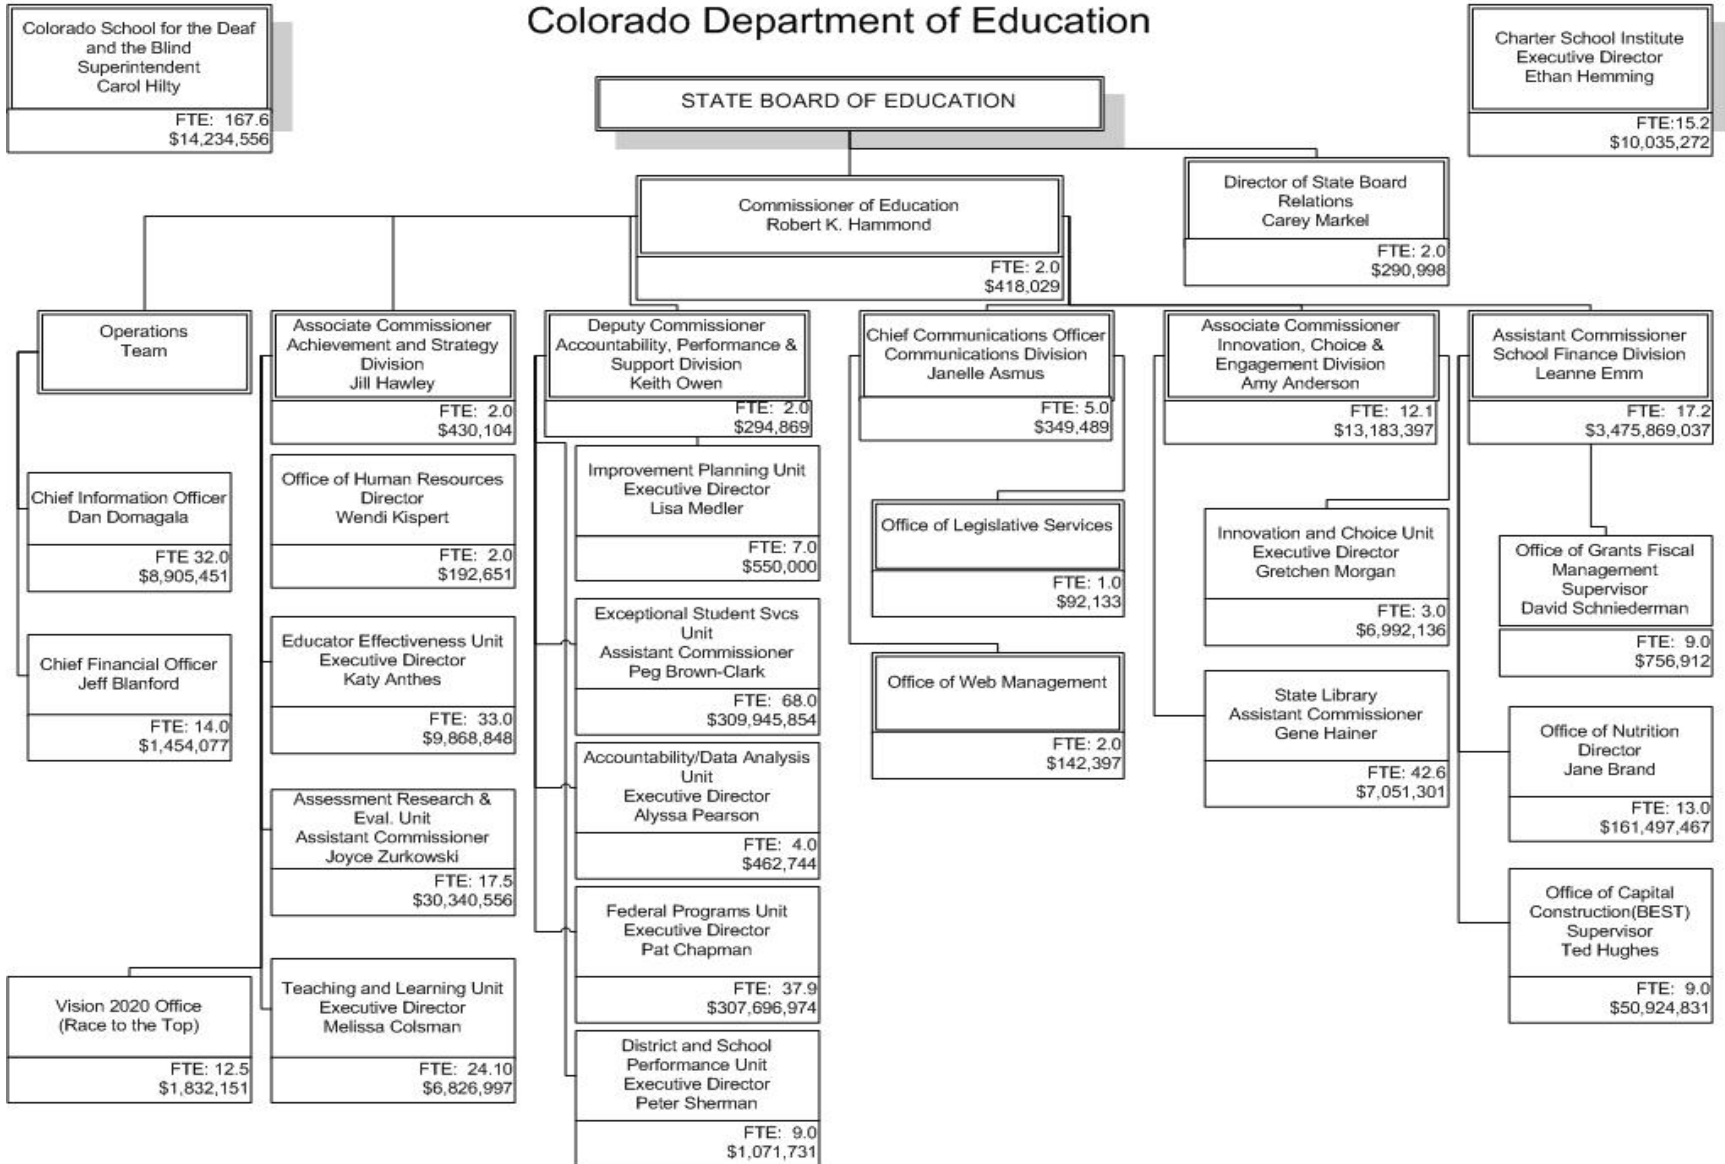 Colorado Department of Education
Colorado School for the Deaf
and the Blind
Superintendent
Carol Hilty
FTE: 167.6
$14,234,556
Charter School Institute
Executive Director
Ethan Hemming
FTE:15.2
$10,035,272
STATE BOARD OF EDUCATION
Commissioner of Education
Robert K. Hammond
FTE: 2.0
$418,029
Director of State Board
Relations
Carey Markel
FTE: 2.0
$290,998
Operations
Team
Chief Information Officer
Dan Domagala
FTE 32.0
$8,905,451
Chief Financial Officer
Jeff Blanford
FTE: 14.0
$1,454,077
Vision 2020 Office
(Race to the Top)
FTE: 12.5
$1,832,151
Associate Commissioner
Achievement and Strategy
Division
Jill Hawley
FTE: 2.0
$430,104
Office of Human Resources
Director
Wendi Kispert
FTE: 2.0
$192,651
Educator Effectiveness Unit
Executive Director
Katy Anthes
FTE: 33.0
$9,868,848
Assessment Research &
Eval. Unit
Assistant Commissioner
Joyce Zurkowski
FTE: 17.5
$30,340,556
Teaching and Learning Unit
Executive Director
Melissa Colsman
FTE: 24.10
$6,826,997
Deputy Commissioner
Accountability, Performance &
Support Division
Keith Owen
FTE: 2.0
$294,869
Improvement Planning Unit
Executive Director
Lisa Medler
FTE: 7.0
$550,000
Exceptional Student Svcs
Unit
Assistant Commissioner
Peg Brown-Clark
FTE: 68.0
$309,945,854
Accountability/Data Analysis
Unit
Executive Director
Alyssa Pearson
FTE: 4.0
$462,744
Federal Programs Unit
Executive Director
Pat Chapman
FTE: 37.9
$307,696,974
District and School
Performance Unit
Executive Director
Peter Sherman
FTE: 9.0
$1,071,731
Chief Communications Officer
Communications Division
Janelle Asmus
FTE: 5.0
$349,489
Office of Legislative Services
FTE: 1.0
$92,133
Office of Web Management
FTE: 2.0
$142,397
Associate Commissioner
Innovation, Choice &
Engagement Division
Amy Anderson
FTE: 12.1
$13,183,397
Innovation and Choice Unit
Executive Director
Gretchen Morgan
FTE: 3.0
$6,992,136
State Library
Assistant Commissioner
Gene Hainer
FTE: 42.6
$7,051,301
Assistant Commissioner
School Finance Division
Leanne Emm
FTE: 17.2
$3,475,869,037
Office of Grants Fiscal
Management
Supervisor
David Schniederman
FTE: 9.0
$756,912
Office of Nutrition
Director
Jane Brand
FTE: 13.0
$161,497,467
Office of Capital
Construction(BEST)
Supervisor
Ted Hughes
FTE: 9.0
$50,924,831